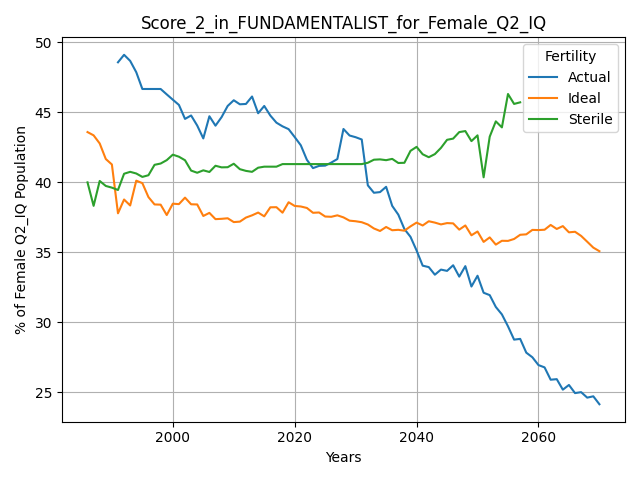 Score_2_in_FUNDAMENTALIST_for_Female_Q2_IQ
% of Female Q2_IQ Population
50
45
40
35
30
25
2000
2020
2040
2060
Years
Fertility
Actual
Ideal
Sterile